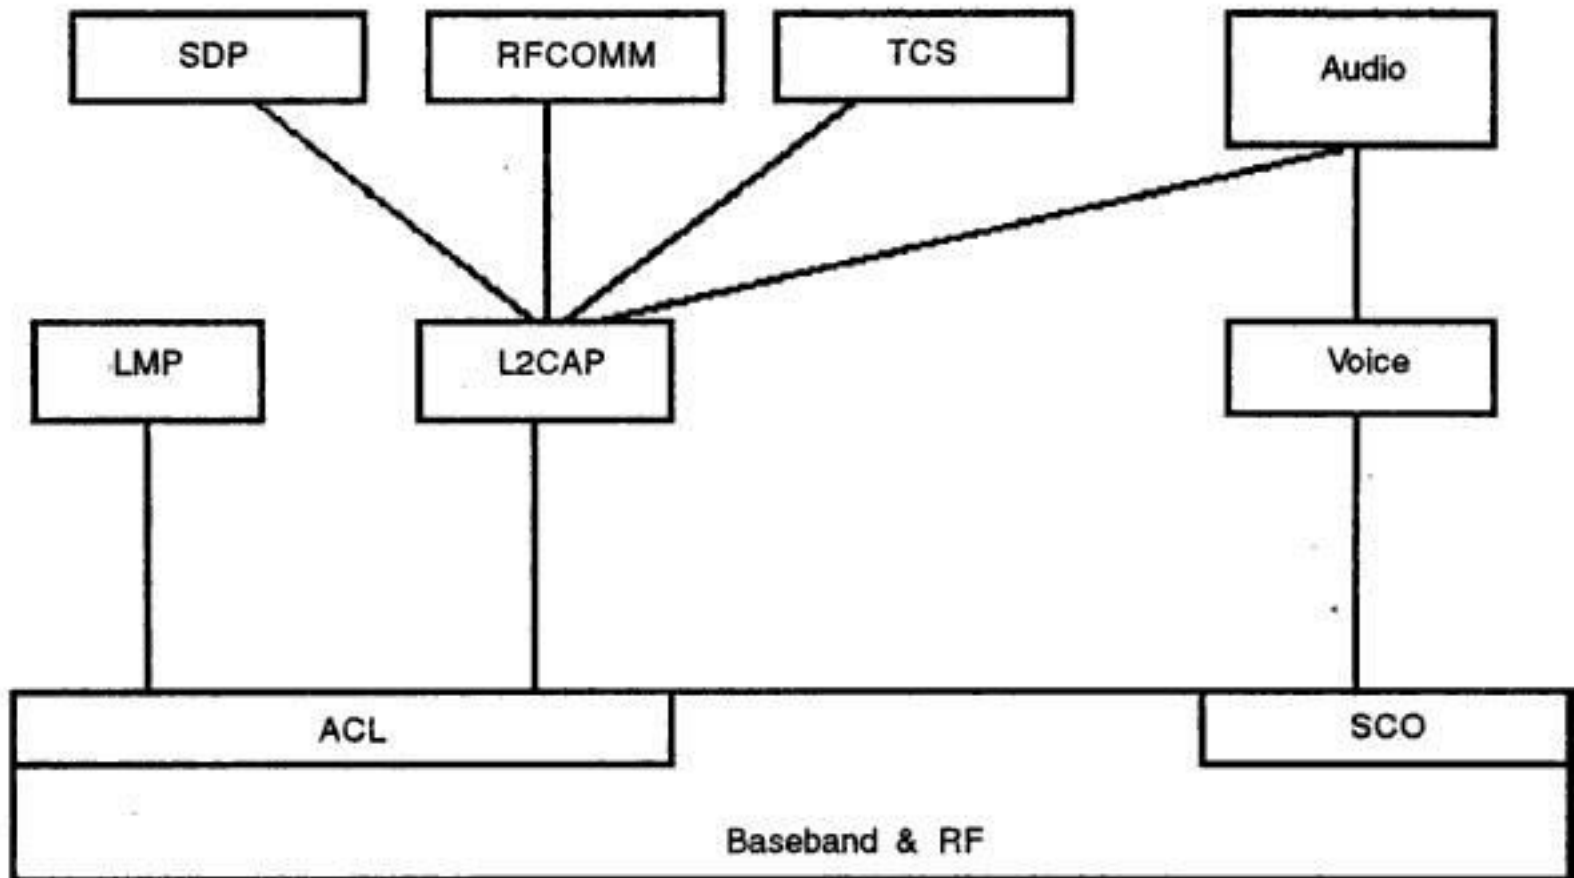 SDP
RFCOMM
TCS
Audio
LMP
L2CAP
Voice
ACL
SCO
Baseband & RF